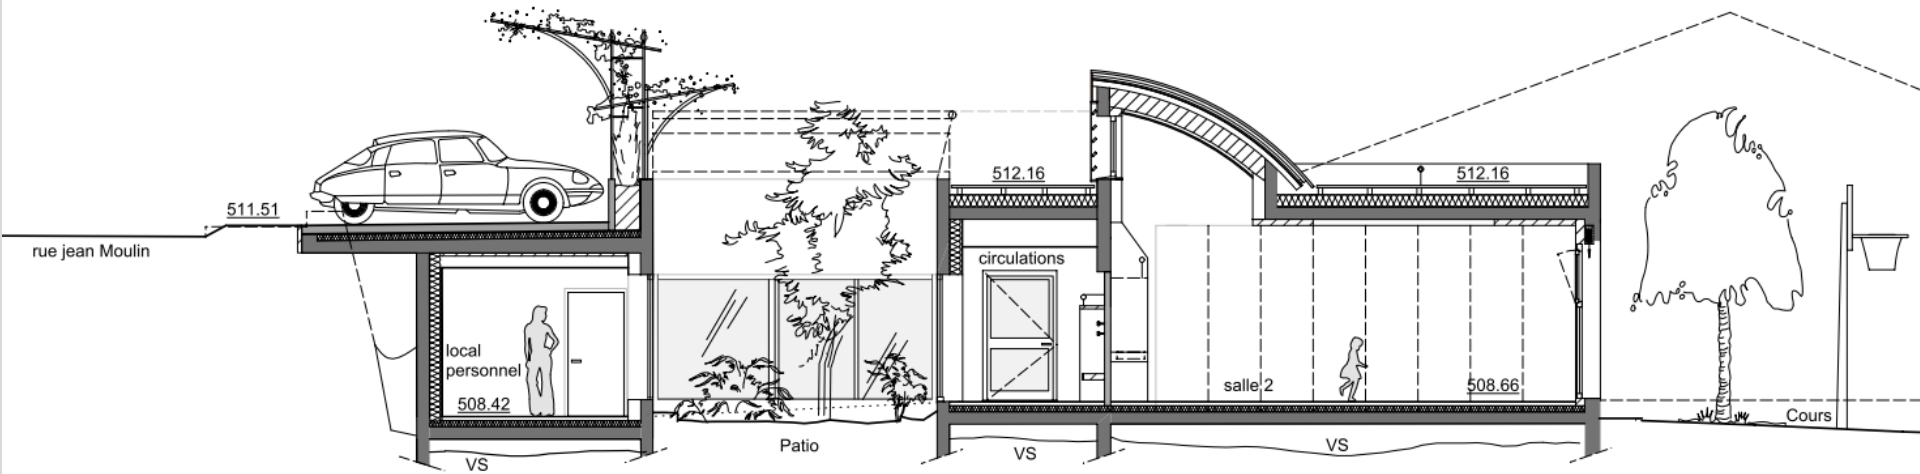 512.16
512.16
511.51
rue jean Moulin
circulations
local
personnel
salle 2
508.66
508.42
Cours
Patio
VS
VS
VS